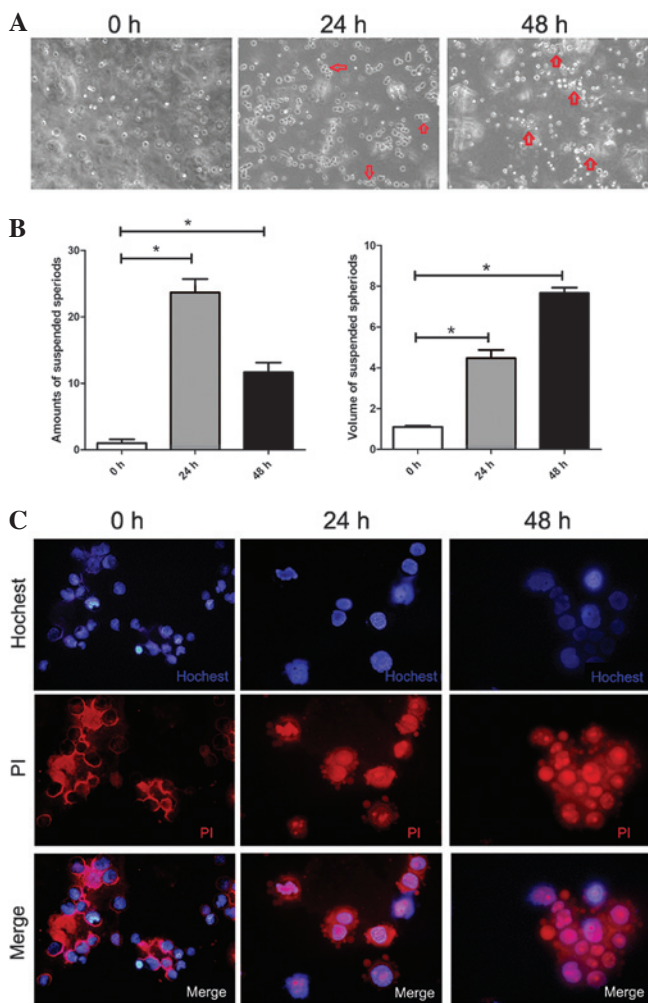 A
0 h 24 h 48 h
B
Amounts of suspended speriods
30
20
10
0
*
*
0 h 24 h 48 h
Volume of suspended spheriods
8
6
4
2
0
*
*
0 h 24 h 48 h
C
0 h 24 h 48 h
Hochest
Hochest Hochest Hochest
PI
PI PI PI
Merge
Merge Merge Merge